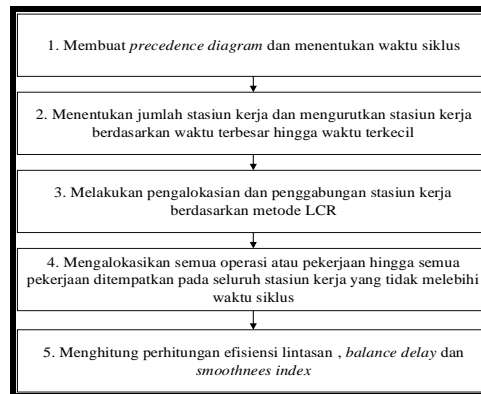 1. Membuat precedence diagram dan menentukan waktu siklus
2. Menentukan jumlah stasiun kerja dan mengurutkan stasiun kerja
berdasarkan waktu terbesar hingga waktu terkecil
3. Melakukan pengalokasian dan penggabungan stasiun kerja
berdasarkan metode LCR
4. Mengalokasikan semua operasi atau pekerjaan hingga semua
pekerjaan ditempatkan pada seluruh stasiun kerja yang tidak melebihi
waktu siklus
5. Menghitung perhitungan efisiensi lintasan , balance delay dan
smoothnees index